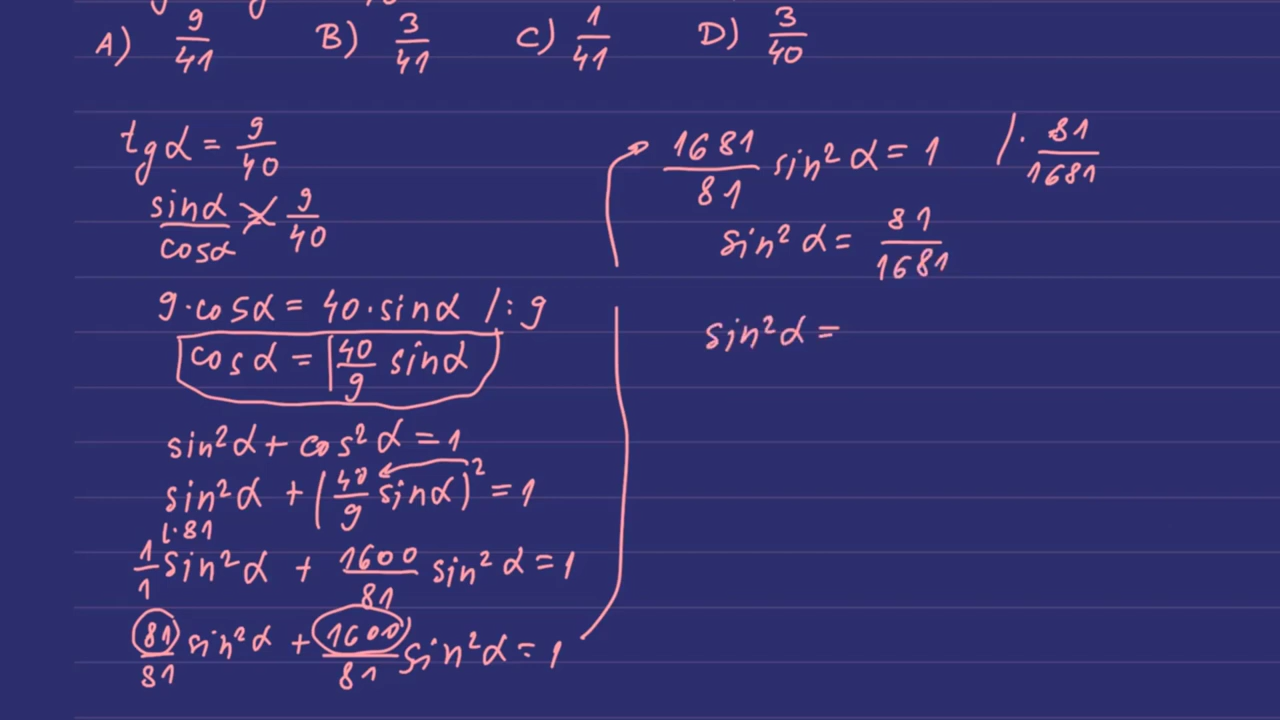 A) 9/41 B) 3/41 C) 1/41 D) 3/40
tgα = 9/40
sinα/cosα = 9/40
9·cosα = 40·sinα /:9
cosα = 40/9 sinα
sin²α + cos²α = 1
sin²α + (40/9 sinα)² = 1
(·81
1/1 sin²α + 1600/81 sin²α = 1
81/81 sin²α + 1600/81 sin²α = 1
1681/81 sin²α = 1 /· 81/1681
sin²α = 81/1681
sin²α =